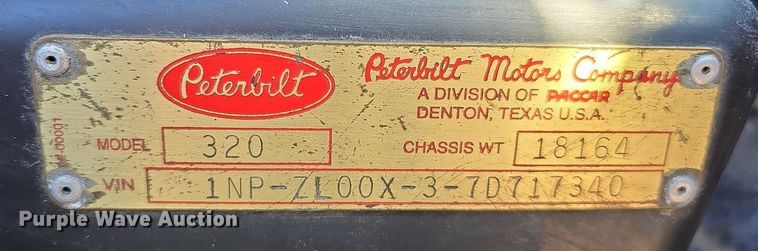 Peterbilt
Peterbilt Motors Company
A DIVISION OF PACCAR
DENTON, TEXAS U.S.A.
MODEL 320 CHASSIS WT 18164
VIN 1NP-ZL00X-3-7D717340
Purple Wave Auction